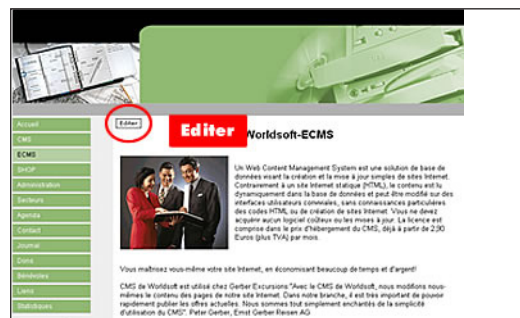 Accueil
CMS
ECMS
SHOP
Administration
Secteurs
Agenda
Contact
Journal
Dons
Bénévoles
Liens
Statistiques
Editer
Editer
Worldsoft-ECMS
Un Web Content Management System est une solution de base de
données visant la création et la mise à jour simples de sites Internet.
Contrairement à un site Internet statique (HTML), le contenu est lu
dynamiquement dans la base de données et peut être modifié sur des
interfaces utilisateurs conviviales, sans connaissances particulières
des codes HTML ou de création de sites Internet. Vous ne devez
acquérir aucun logiciel coûteux ou les mises à jour. La licence est
comprise dans le prix d'hébergement du CMS, déjà à partir de 2,90
Euros (plus TVA) par mois.
Vous maîtrisez vous-même votre site Internet, en économisant beaucoup de temps et d'argent!
CMS de Worldsoft est utilisé chez Gerber Excursions "Avec le CMS de Worldsoft, nous modifions nous-
mêmes le contenu des pages de notre site Internet. Dans notre branche, il est très important de pouvoir
rapidement publier les offres actuelles. Nous sommes tout simplement enchantés de la simplicité
d'utilisation du CMS". Peter Gerber, Ernst Gerber Reisen AG